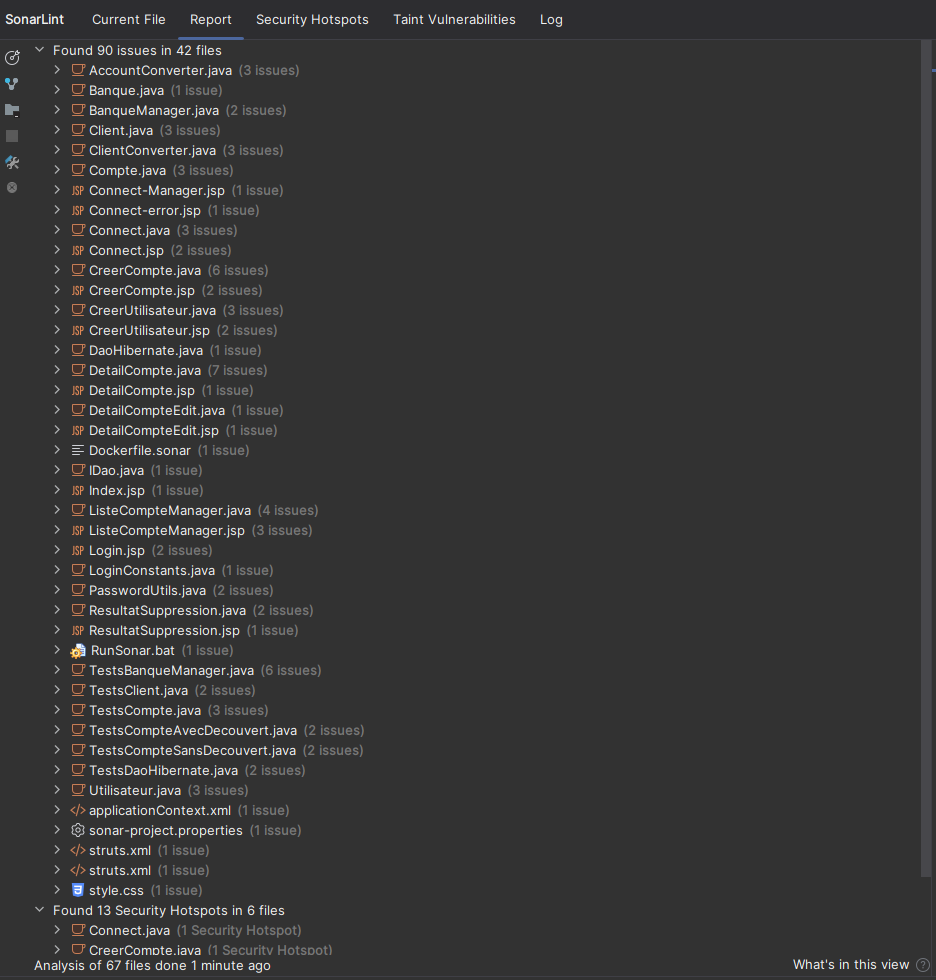 SonarLint Current File Report Security Hotspots Taint Vulnerabilities Log
Found 90 issues in 42 files
AccountConverter.java (3 issues)
Banque.java (1 issue)
BanqueManager.java (2 issues)
Client.java (3 issues)
ClientConverter.java (3 issues)
Compte.java (3 issues)
JSP Connect-Manager.jsp (1 issue)
JSP Connect-error.jsp (1 issue)
Connect.java (3 issues)
JSP Connect.jsp (2 issues)
CreerCompte.java (6 issues)
JSP CreerCompte.jsp (2 issues)
CreerUtilisateur.java (3 issues)
JSP CreerUtilisateur.jsp (2 issues)
DaoHibernate.java (1 issue)
DetailCompte.java (7 issues)
JSP DetailCompte.jsp (1 issue)
DetailCompteEdit.java (1 issue)
JSP DetailCompteEdit.jsp (1 issue)
Dockerfile.sonar (1 issue)
IDao.java (1 issue)
JSP Index.jsp (1 issue)
ListeCompteManager.java (4 issues)
JSP ListeCompteManager.jsp (3 issues)
JSP Login.jsp (2 issues)
LoginConstants.java (1 issue)
PasswordUtils.java (2 issues)
ResultatSuppression.java (2 issues)
JSP ResultatSuppression.jsp (1 issue)
RunSonar.bat (1 issue)
TestsBanqueManager.java (6 issues)
TestsClient.java (2 issues)
TestsCompte.java (3 issues)
TestsCompteAvecDecouvert.java (2 issues)
TestsCompteSansDecouvert.java (2 issues)
TestsDaoHibernate.java (2 issues)
Utilisateur.java (3 issues)
</> applicationContext.xml (1 issue)
sonar-project.properties (1 issue)
</> struts.xml (1 issue)
</> struts.xml (1 issue)
style.css (1 issue)
Found 13 Security Hotspots in 6 files
Connect.java (1 Security Hotspot)
CreerCompte.java (1 Security Hotspot)
Analysis of 67 files done 1 minute ago What's in this view ?